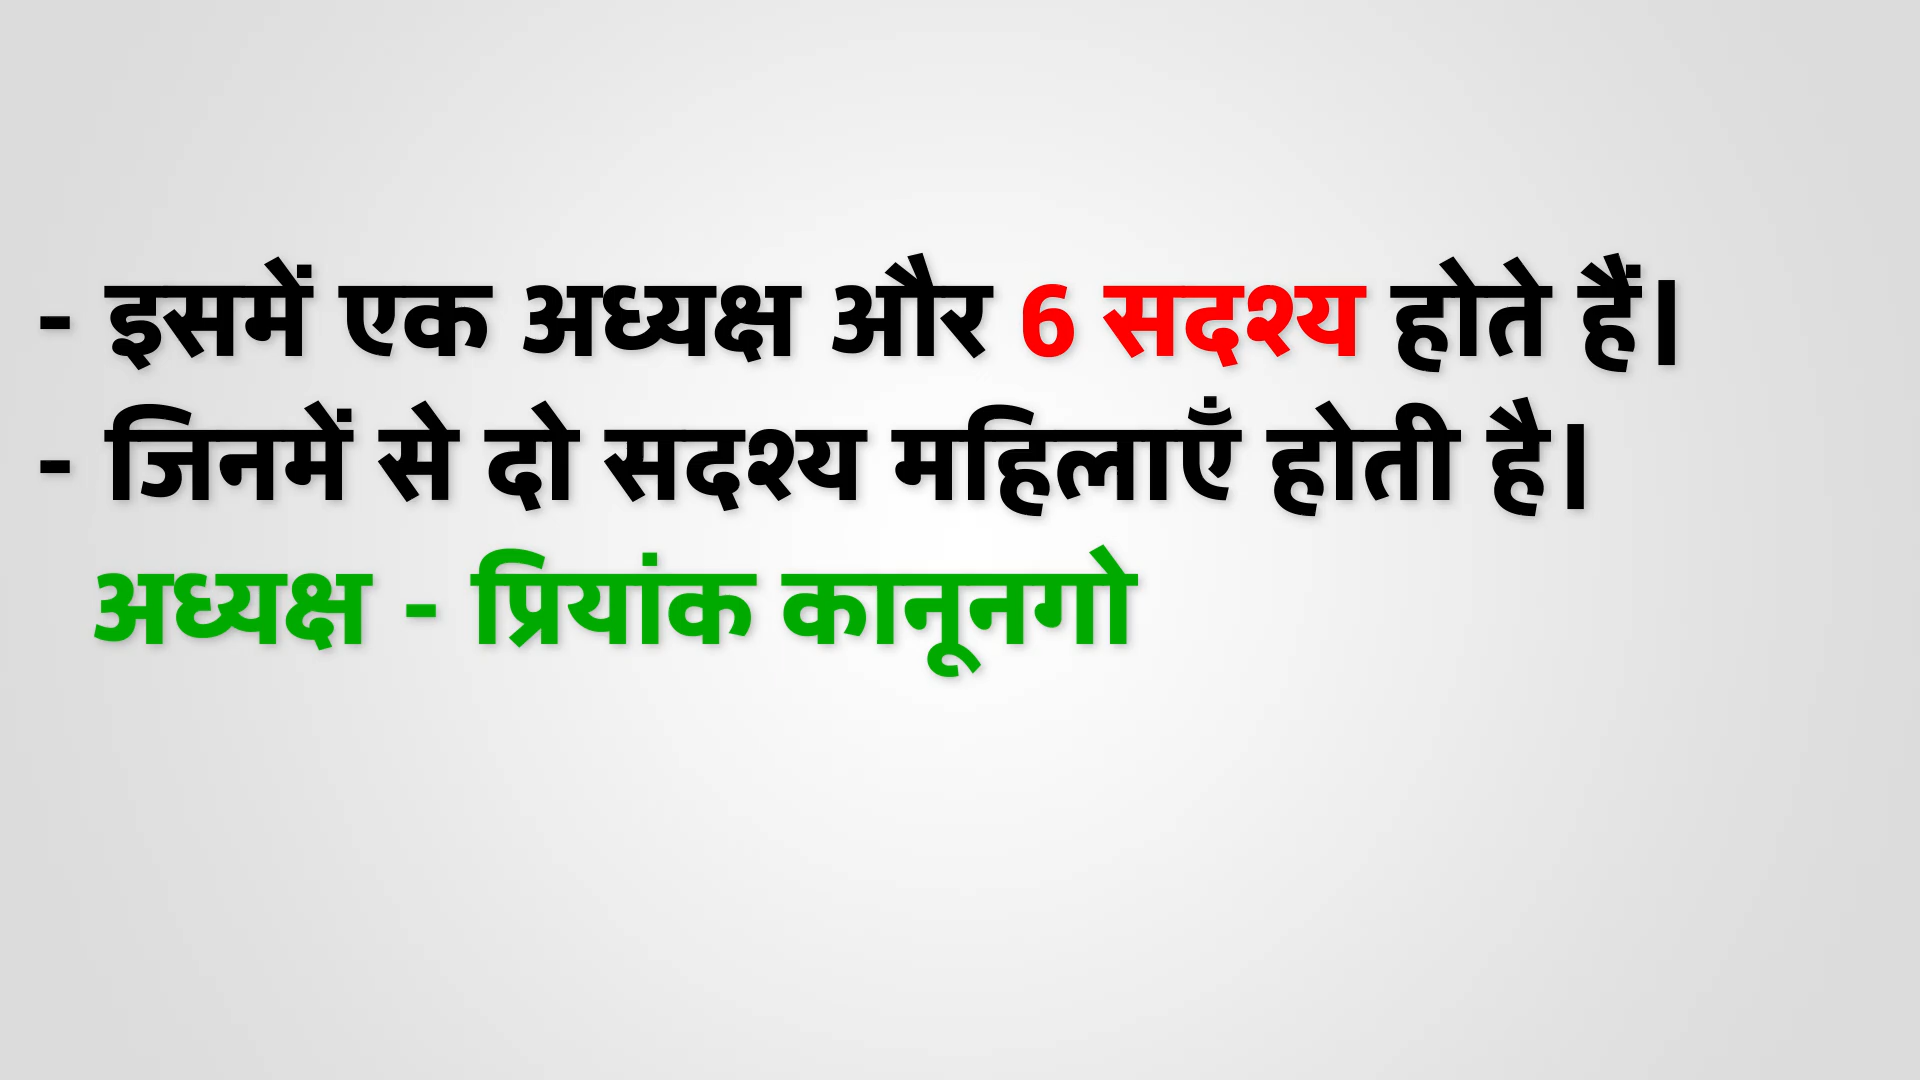 - इसमें एक अध्यक्ष और 6 सदश्य होते हैं।
- जिनमें से दो सदश्य महिलाएँ होती है।
अध्यक्ष - प्रियांक कानूनगो